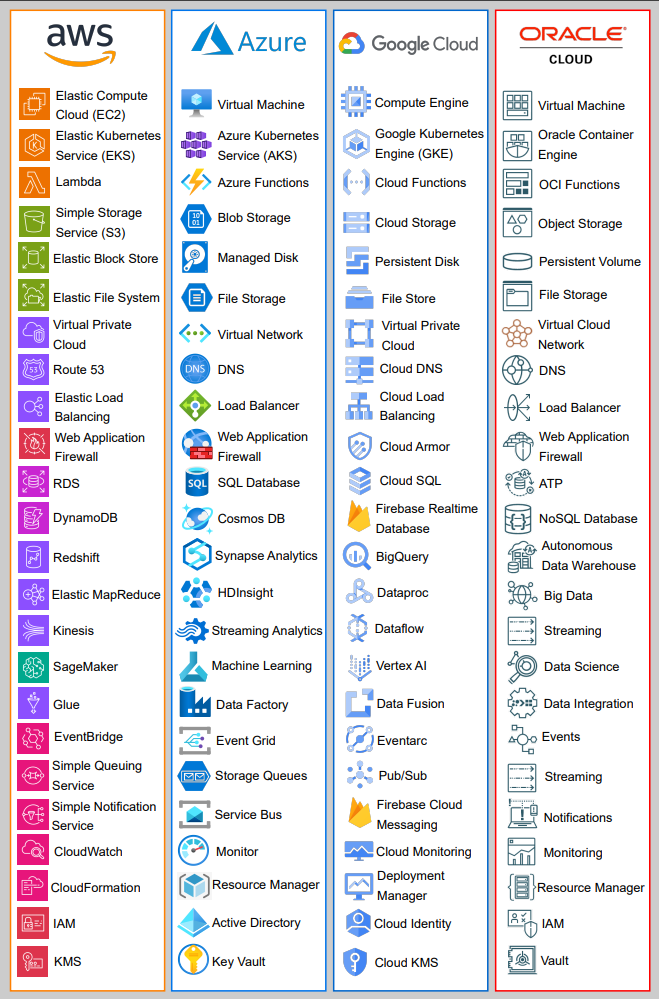 aws
Elastic Compute
Cloud (EC2)
Elastic Kubernetes
Service (EKS)
Lambda
Simple Storage
Service (S3)
Elastic Block Store
Elastic File System
Virtual Private
Cloud
53
Route 53
Elastic Load
Balancing
Web Application
Firewall
RDS
DynamoDB
Redshift
Elastic MapReduce
Kinesis
SageMaker
Glue
EventBridge
Simple Queuing
Service
Simple Notification
Service
CloudWatch
CloudFormation
IAM
KMS
Azure
Virtual Machine
Azure Kubernetes
Service (AKS)
Azure Functions
10
01
Blob Storage
Managed Disk
File Storage
Virtual Network
DNS
DNS
Load Balancer
Web Application
Firewall
SQL
SQL Database
Cosmos DB
Synapse Analytics
HDInsight
Streaming Analytics
Machine Learning
Data Factory
Event Grid
Storage Queues
Service Bus
Monitor
Resource Manager
Active Directory
Key Vault
Google Cloud
Compute Engine
Google Kubernetes
Engine (GKE)
Cloud Functions
Cloud Storage
Persistent Disk
File Store
Virtual Private
Cloud
Cloud DNS
Cloud Load
Balancing
Cloud Armor
Cloud SQL
Firebase Realtime
Database
BigQuery
Dataproc
Dataflow
Vertex AI
Data Fusion
Eventarc
Pub/Sub
Firebase Cloud
Messaging
Cloud Monitoring
Deployment
Manager
Cloud Identity
Cloud KMS
ORACLE
CLOUD
Virtual Machine
Oracle Container
Engine
OCI Functions
Object Storage
Persistent Volume
File Storage
Virtual Cloud
Network
DNS
Load Balancer
Web Application
Firewall
ATP
NoSQL Database
Autonomous
Data Warehouse
Big Data
Streaming
Data Science
Data Integration
Events
Streaming
Notifications
Monitoring
Resource Manager
IAM
Vault